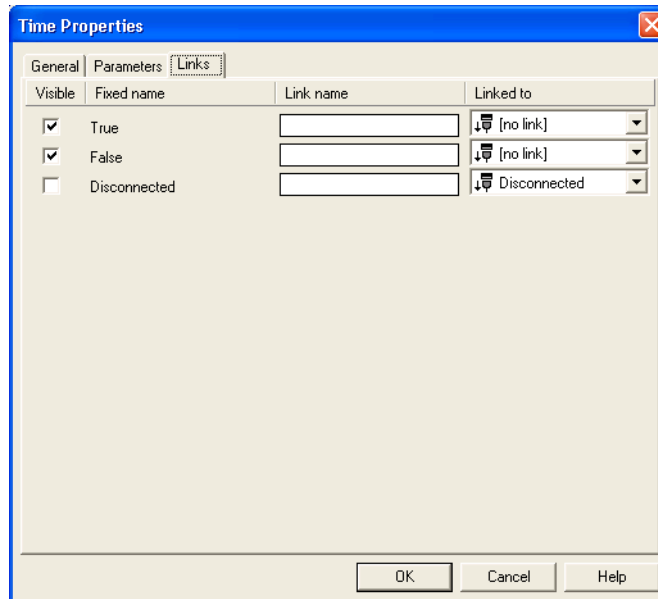 Time Properties
General Parameters Links
Visible Fixed name Link name Linked to
True [no link]
False [no link]
Disconnected Disconnected
OK Cancel Help